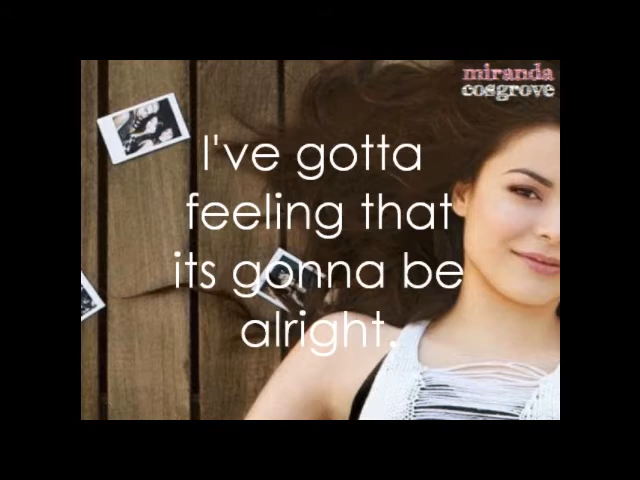 miranda
cosgrove
I've gotta
feeling that
its gonna be
alright.